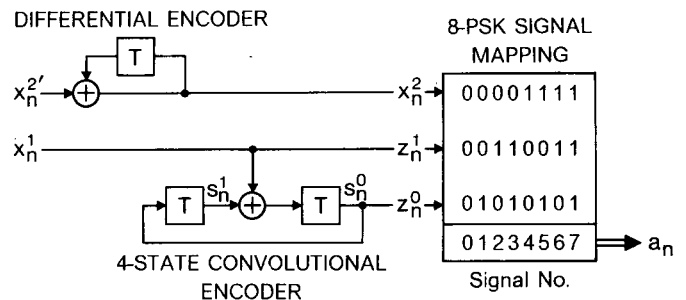 DIFFERENTIAL ENCODER
8-PSK SIGNAL
MAPPING
T
x_n^2'
x_n^2
00001111
x_n^1
z_n^1
00110011
T
s_n^1
T
s_n^0
z_n^0
01010101
01234567
a_n
4-STATE CONVOLUTIONAL
ENCODER
Signal No.